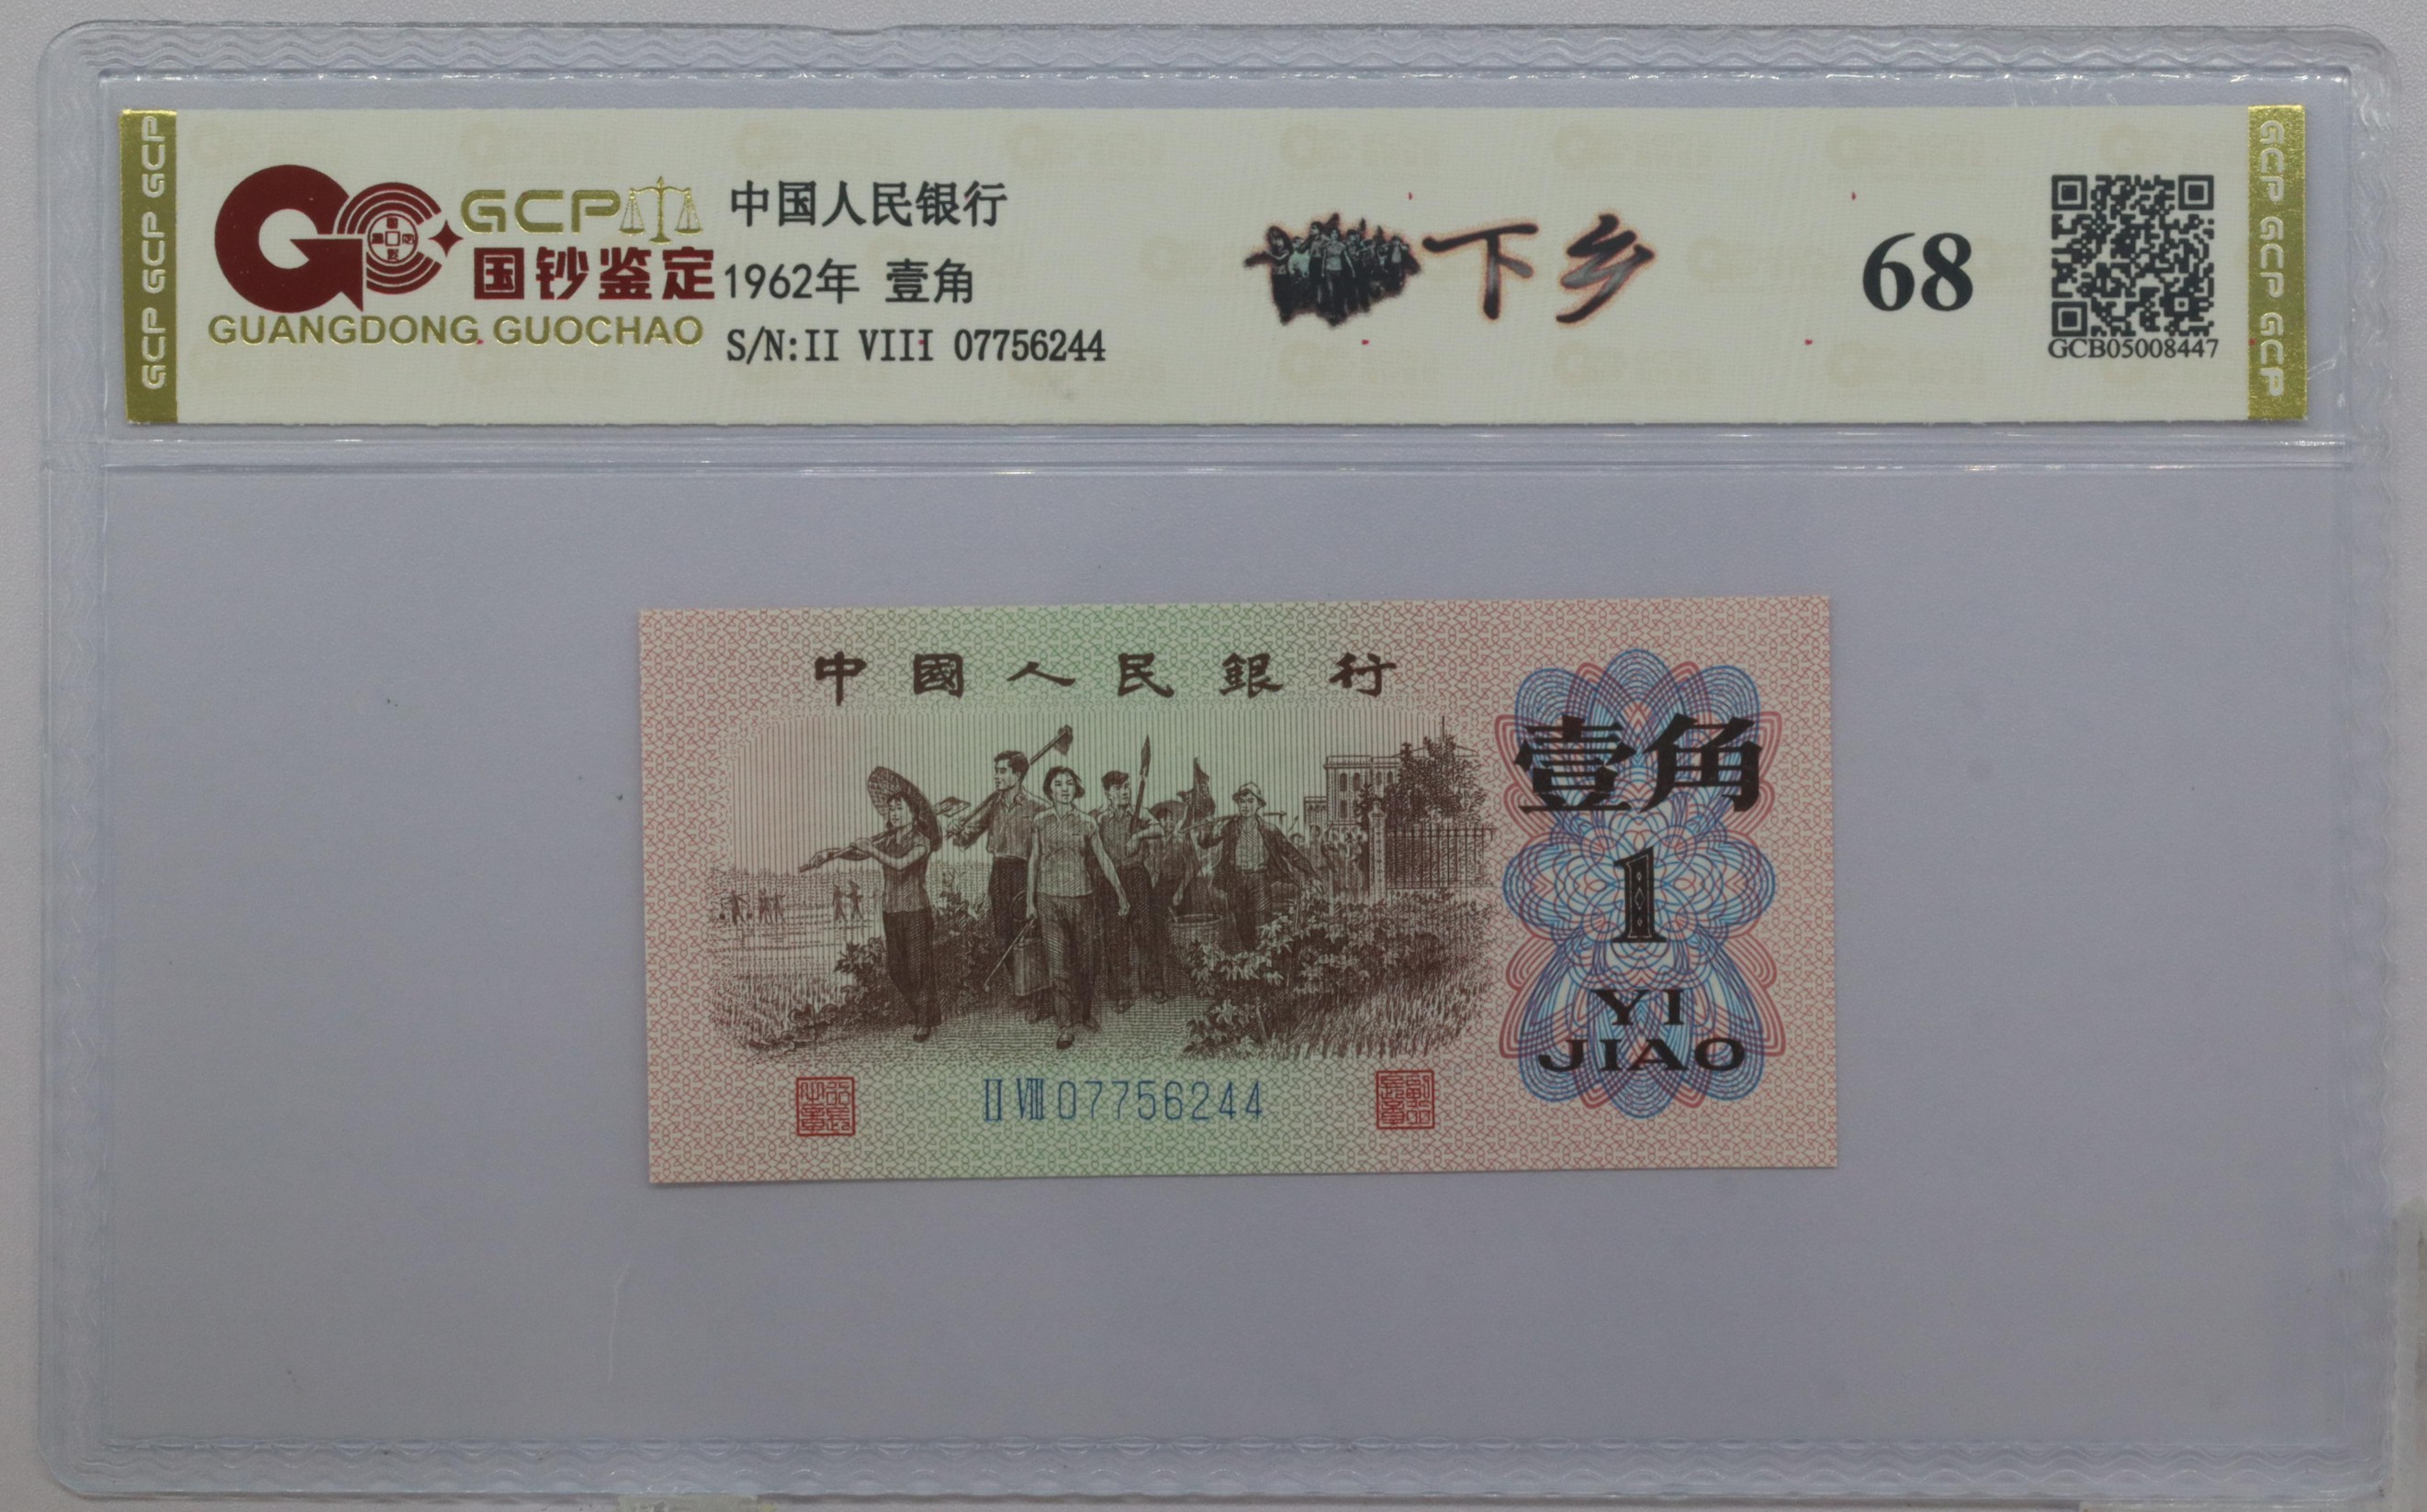 GCP GCP GCP
GCP
国钞鉴定
GUANGDONG GUOCHAO
中国人民银行
1962年 壹角
S/N:II VIII 07756244
下乡
68
GCB05008447
GCP GCP GCP
中國人民銀行
壹角
1
YI
JIAO
II VIII 07756244